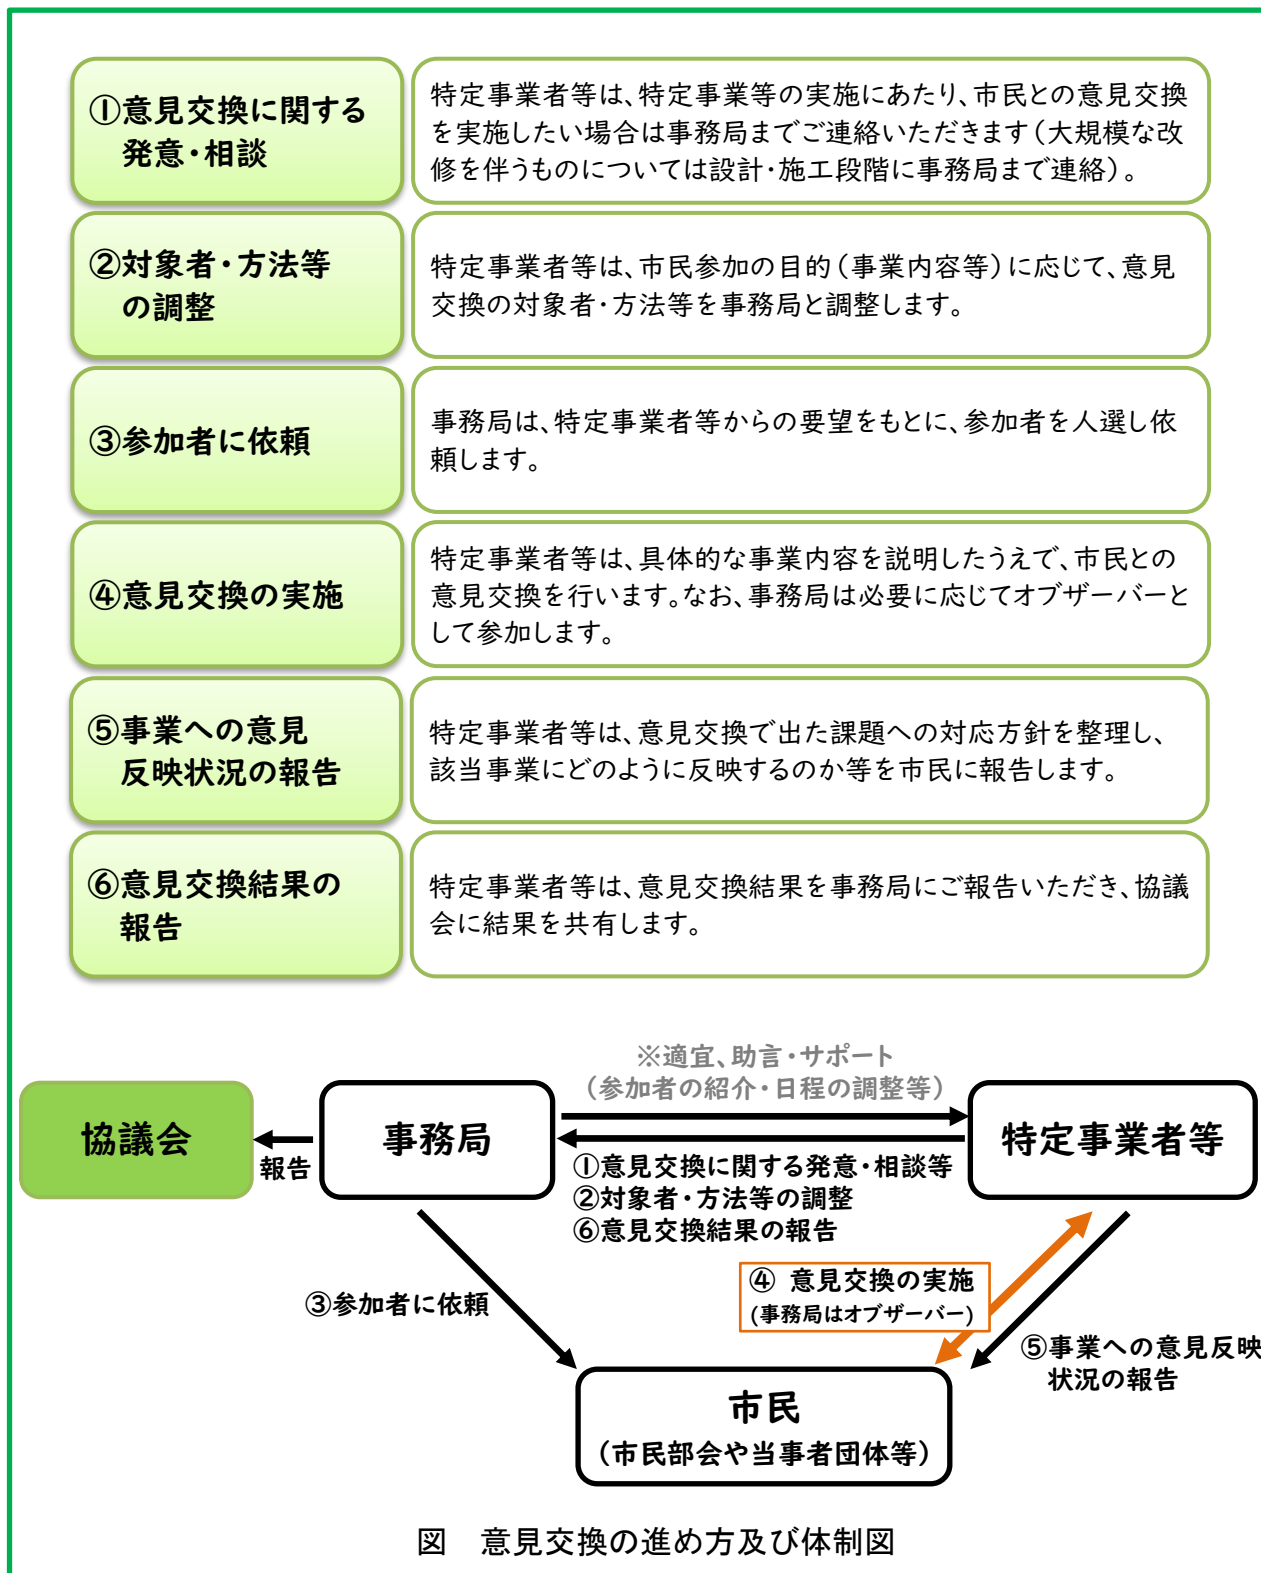 ①意見交換に関する
発意・相談
特定事業者等は、特定事業等の実施にあたり、市民との意見交換
を実施したい場合は事務局までご連絡いただきます（大規模な改
修を伴うものについては設計・施工段階に事務局まで連絡）。
②対象者・方法等
の調整
特定事業者等は、市民参加の目的（事業内容等）に応じて、意見
交換の対象者・方法等を事務局と調整します。
③参加者に依頼
事務局は、特定事業者等からの要望をもとに、参加者を人選し依
頼します。
④意見交換の実施
特定事業者等は、具体的な事業内容を説明したうえで、市民との
意見交換を行います。なお、事務局は必要に応じてオブザーバーと
して参加します。
⑤事業への意見
反映状況の報告
特定事業者等は、意見交換で出た課題への対応方針を整理し、
該当事業にどのように反映するのか等を市民に報告します。
⑥意見交換結果の
報告
特定事業者等は、意見交換結果を事務局にご報告いただき、協議
会に結果を共有します。
※適宜、助言・サポート
（参加者の紹介・日程の調整等）
協議会
報告
事務局
特定事業者等
①意見交換に関する発意・相談等
②対象者・方法等の調整
⑥意見交換結果の報告
④ 意見交換の実施
(事務局はオブザーバー)
③参加者に依頼
⑤事業への意見反映
状況の報告
市民
（市民部会や当事者団体等）
図　意見交換の進め方及び体制図